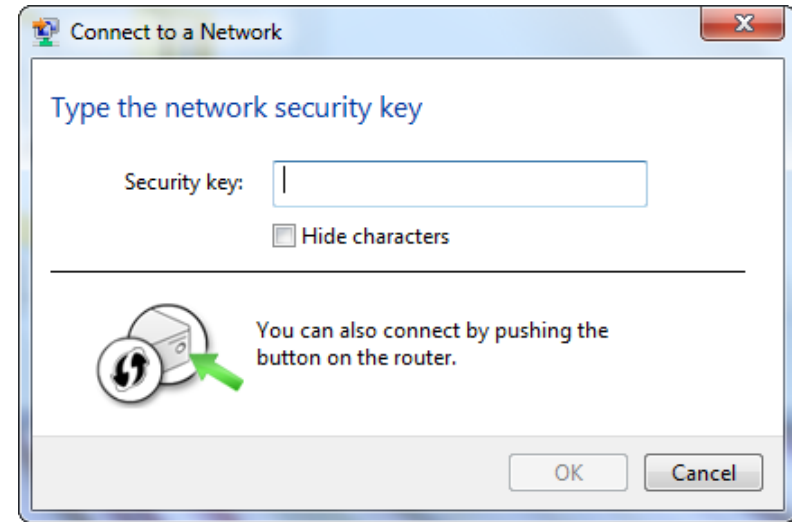 Connect to a Network
Type the network security key
Security key:
Hide characters
You can also connect by pushing the
button on the router.
OK
Cancel